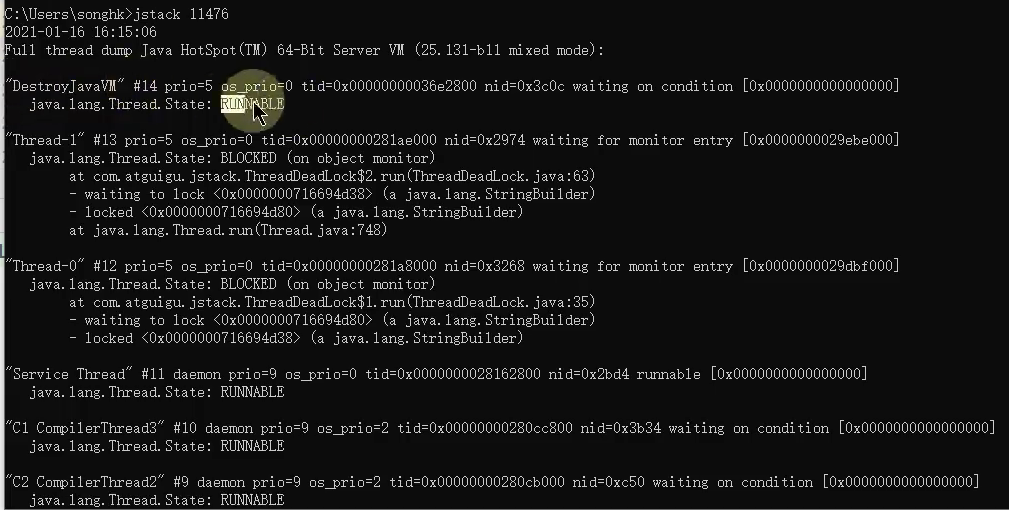 C:\Users\songhk>jstack 11476
2021-01-16 16:15:06
Full thread dump Java HotSpot(TM) 64-Bit Server VM (25.131-b11 mixed mode):
"DestroyJavaVM" #14 prio=5 os_prio=0 tid=0x00000000036e2800 nid=0x3c0c waiting on condition [0x0000000000000000]
java.lang.Thread.State: RUNNABLE
"Thread-1" #13 prio=5 os_prio=0 tid=0x00000000281ae000 nid=0x2974 waiting for monitor entry [0x0000000029ebe000]
java.lang.Thread.State: BLOCKED (on object monitor)
at com.atguigu.jstack.ThreadDeadLock$2.run(ThreadDeadLock.java:63)
- waiting to lock <0x0000000716694d38> (a java.lang.StringBuilder)
- locked <0x0000000716694d80> (a java.lang.StringBuilder)
at java.lang.Thread.run(Thread.java:748)
"Thread-0" #12 prio=5 os_prio=0 tid=0x00000000281a8000 nid=0x3268 waiting for monitor entry [0x0000000029dbf000]
java.lang.Thread.State: BLOCKED (on object monitor)
at com.atguigu.jstack.ThreadDeadLock$1.run(ThreadDeadLock.java:35)
- waiting to lock <0x0000000716694d80> (a java.lang.StringBuilder)
- locked <0x0000000716694d38> (a java.lang.StringBuilder)
"Service Thread" #11 daemon prio=9 os_prio=0 tid=0x0000000028162800 nid=0x2bd4 runnable [0x0000000000000000]
java.lang.Thread.State: RUNNABLE
"C1 CompilerThread3" #10 daemon prio=9 os_prio=2 tid=0x00000000280cc800 nid=0x3b34 waiting on condition [0x0000000000000000]
java.lang.Thread.State: RUNNABLE
"C2 CompilerThread2" #9 daemon prio=9 os_prio=2 tid=0x00000000280cb000 nid=0xc50 waiting on condition [0x0000000000000000]
java.lang.Thread.State: RUNNABLE